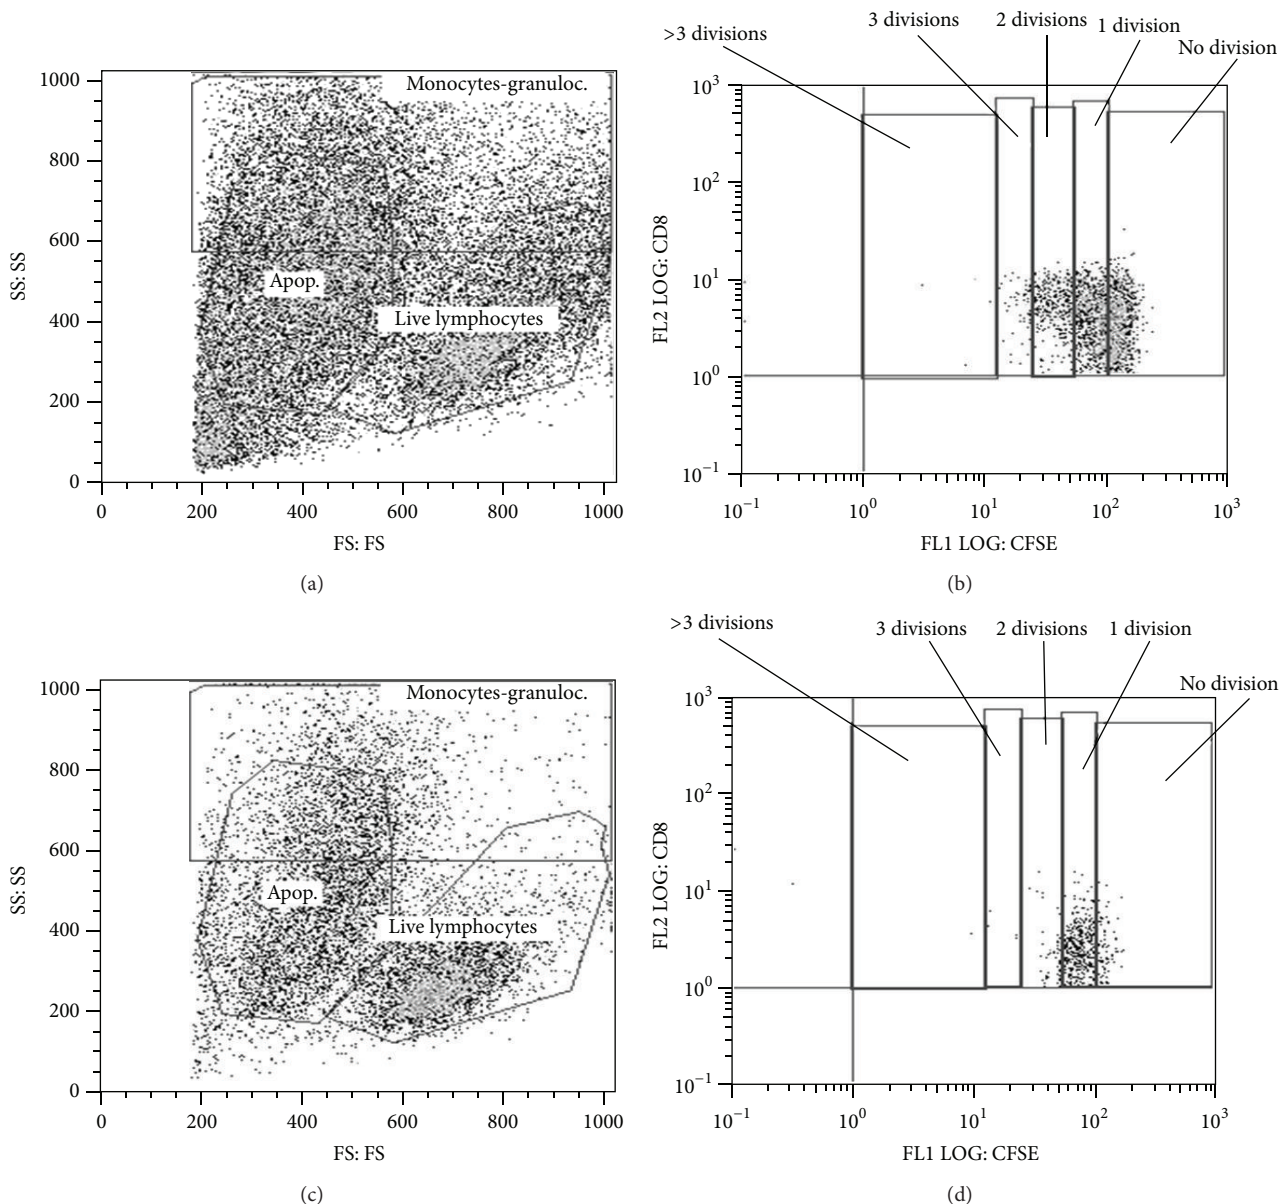 3 divisions
2 divisions
1 division
>3 divisions
No division
Monocytes-granuloc.
Apop.
Live lymphocytes
1000
800
600
400
200
0
SS: SS
0 200 400 600 800 1000
FS: FS
(a)
10³
10²
10¹
10⁰
10⁻¹
FL2 LOG: CD8
10⁻¹ 10⁰ 10¹ 10² 10³
FL1 LOG: CFSE
(b)
Monocytes-granuloc.
Apop.
Live lymphocytes
1000
800
600
400
200
0
SS: SS
0 200 400 600 800 1000
FS: FS
(c)
>3 divisions
3 divisions
2 divisions
1 division
No division
10³
10²
10¹
10⁰
10⁻¹
FL2 LOG: CD8
10⁻¹ 10⁰ 10¹ 10² 10³
FL1 LOG: CFSE
(d)